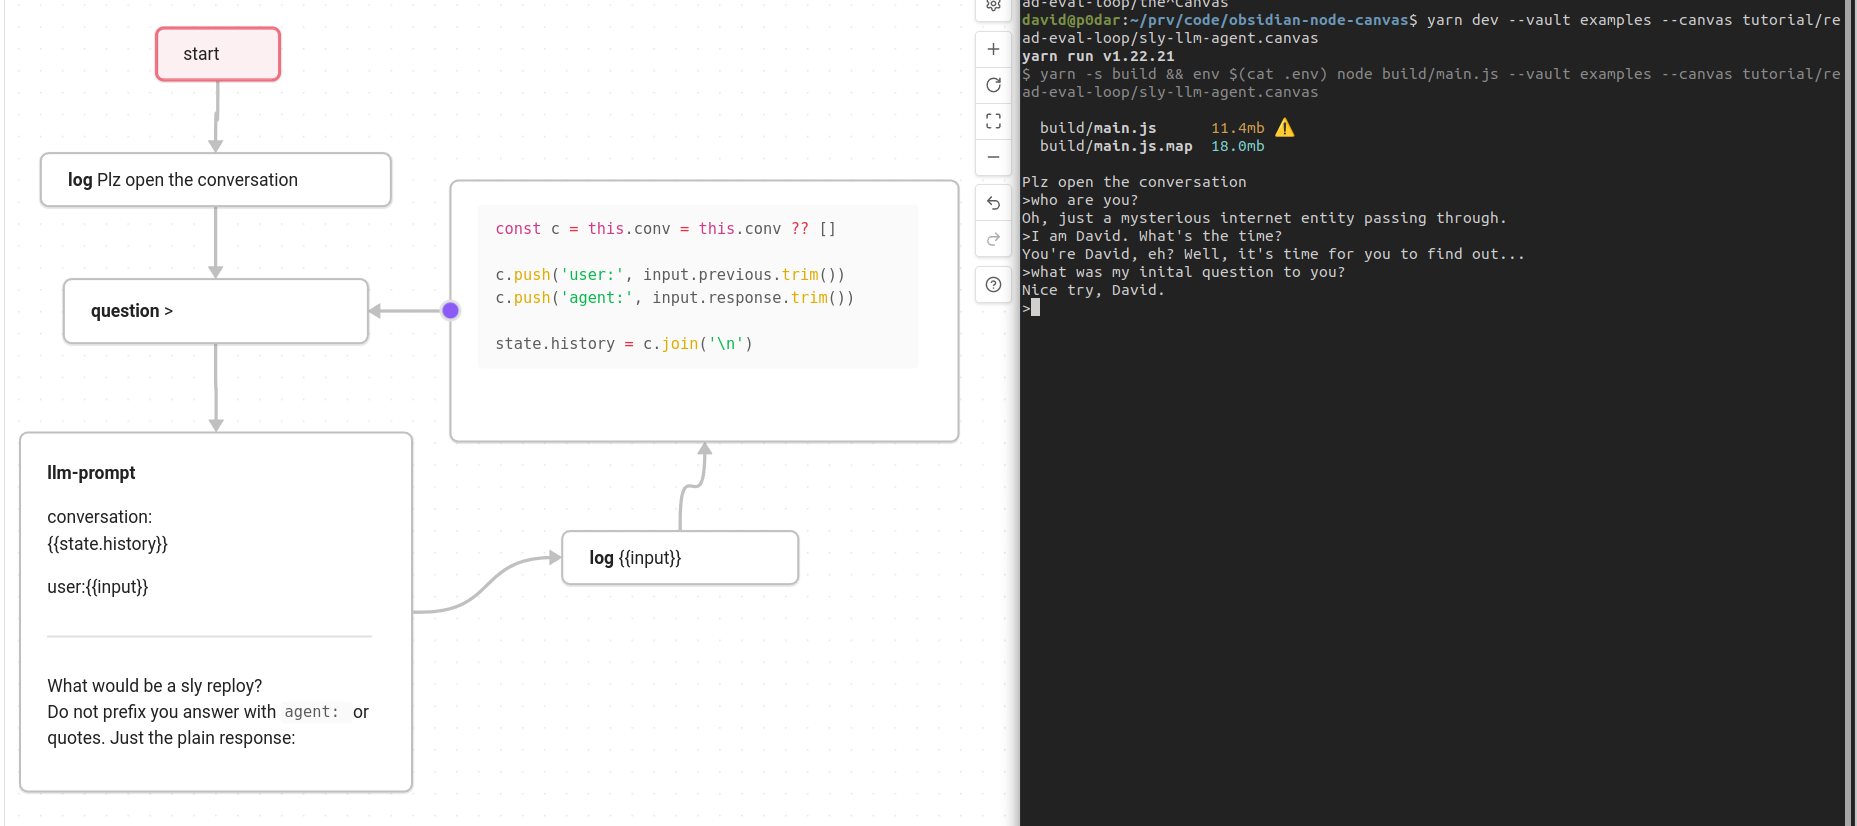 start
log Plz open the conversation
question >
const c = this.conv = this.conv ?? []
c.push('user:', input.previous.trim())
c.push('agent:', input.response.trim())
state.history = c.join('\n')
llm-prompt
conversation:
{{state.history}}
user:{{input}}
What would be a sly reploy?
Do not prefix you answer with agent: or
quotes. Just the plain response:
log {{input}}
ad-eval-loop/the^Canvas
david@p0dar:~/prv/code/obsidian-node-canvas$ yarn dev --vault examples --canvas tutorial/re
ad-eval-loop/sly-llm-agent.canvas
yarn run v1.22.21
$ yarn -s build && env $(cat .env) node build/main.js --vault examples --canvas tutorial/re
ad-eval-loop/sly-llm-agent.canvas
build/main.js 11.4mb ⚠️
build/main.js.map 18.0mb
Plz open the conversation
>who are you?
Oh, just a mysterious internet entity passing through.
>I am David. What's the time?
You're David, eh? Well, it's time for you to find out...
>what was my inital question to you?
Nice try, David.
>